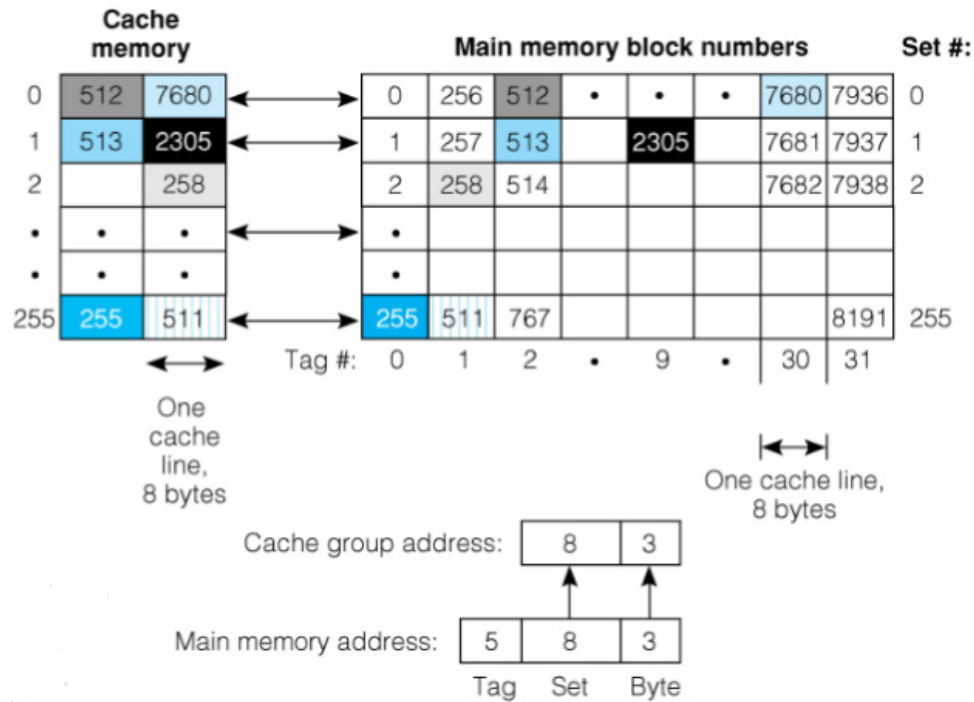 Cache memory
Main memory block numbers
Set #:
0 512 7680 0 256 512 • • • 7680 7936 0
1 513 2305 1 257 513 2305 7681 7937 1
2 258 2 258 514 7682 7938 2
• • • •
• • • •
255 255 511 255 511 767 8191 255
Tag #: 0 1 2 • 9 • 30 31
One
cache
line,
8 bytes
One cache line,
8 bytes
Cache group address: 8 3
Main memory address: 5 8 3
Tag Set Byte